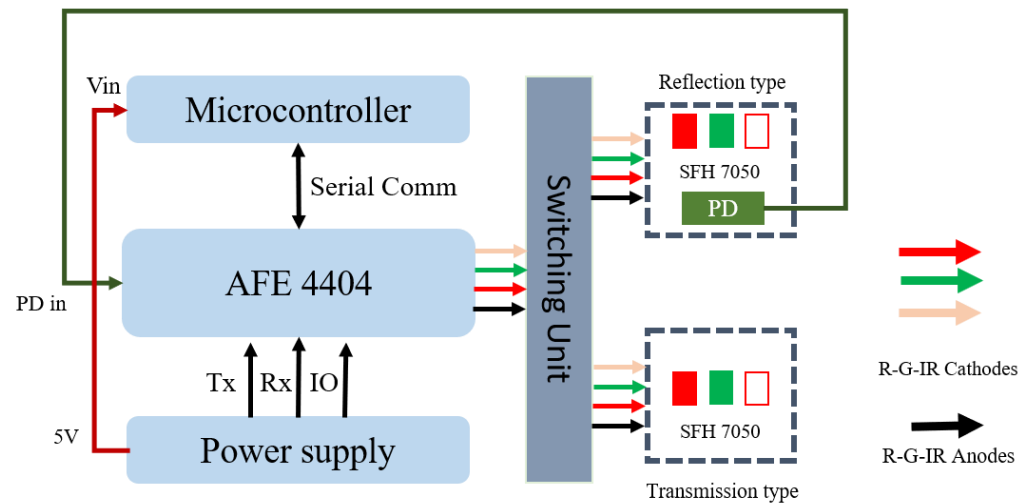 Vin
Microcontroller
Serial Comm
AFE 4404
PD in
Tx
Rx
IO
5V
Power supply
Switching Unit
Reflection type
SFH 7050
PD
SFH 7050
Transmission type
R-G-IR Cathodes
R-G-IR Anodes